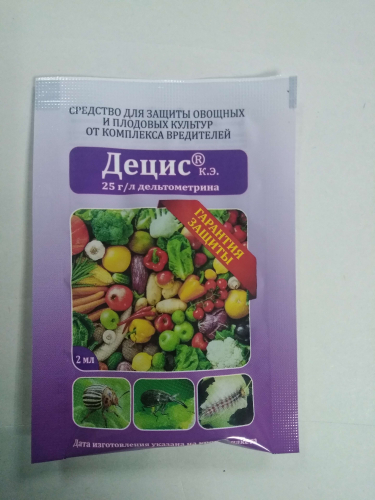 СРЕДСТВО ДЛЯ ЗАЩИТЫ ОВОЩНЫХ
И ПЛОДОВЫХ КУЛЬТУР
ОТ КОМПЛЕКСА ВРЕДИТЕЛЕЙ
Децис® К.Э.
25 г/л дельтометрина
ГАРАНТИЯ
ЗАЩИТЫ
2 мл
Дата изготовления указана на